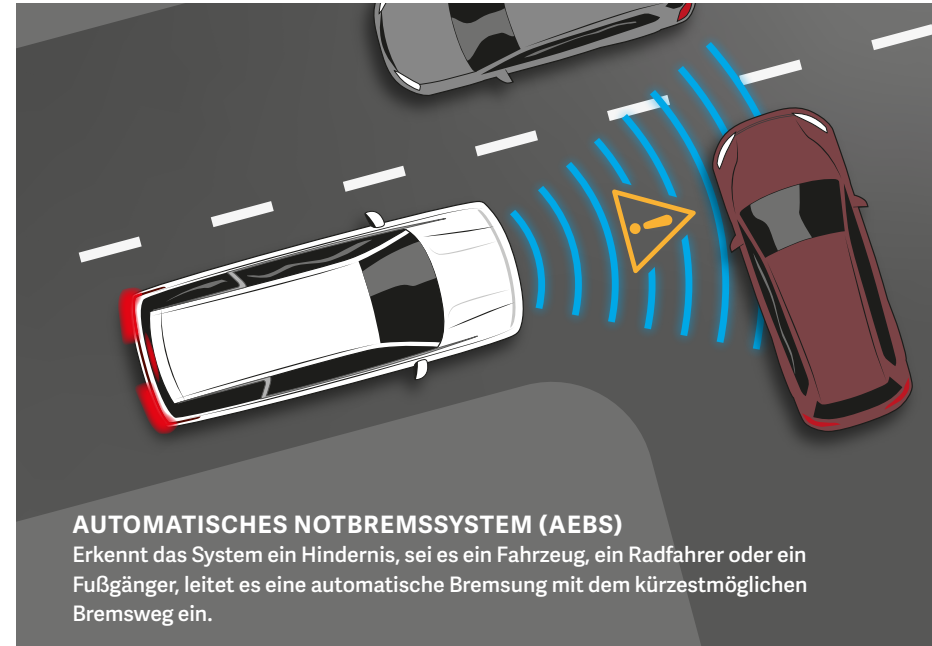 AUTOMATISCHES NOTBREMSSYSTEM (AEBS)
Erkennt das System ein Hindernis, sei es ein Fahrzeug, ein Radfahrer oder ein
Fußgänger, leitet es eine automatische Bremsung mit dem kürzestmöglichen
Bremsweg ein.